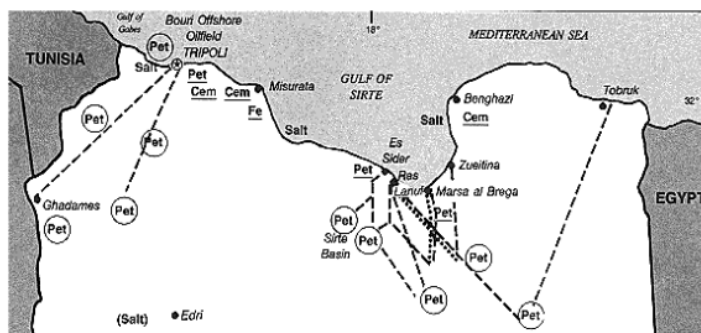 Gulf of
Gabes
Bouri Offshore
Oilfield
TRIPOLI
18°
MEDITERRANEAN SEA
TUNISIA
Pet
Salt
Pet
Cem
Cem
Misurata
Fe
GULF OF
SIRTE
Salt
Benghazi
Cem
Salt
Tobruk
32°
Pet
Pet
Pet
Ghadames
Pet
Es
Sider
Ras
Lanuf
Zueitina
Marsa al Brega
Pet
Pet
Pet
Sirte
Basin
Pet
Pet
Pet
Pet
EGYPT
(Salt)
Edri